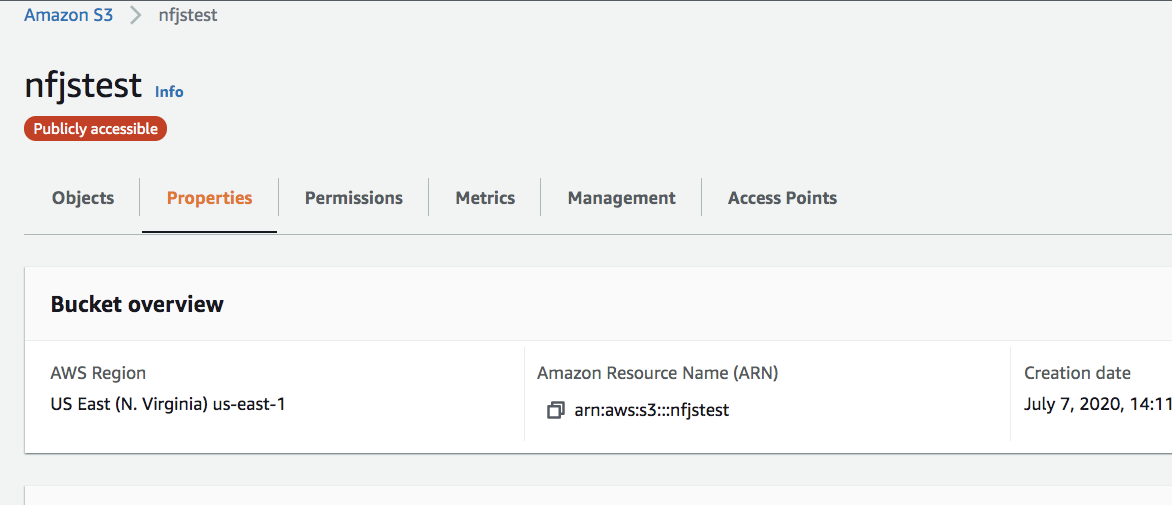 Amazon S3 > nfjstest
nfjstest Info
Publicly accessible
Objects Properties Permissions Metrics Management Access Points
Bucket overview
AWS Region Amazon Resource Name (ARN) Creation date
US East (N. Virginia) us-east-1 arn:aws:s3:::nfjstest July 7, 2020, 14:11